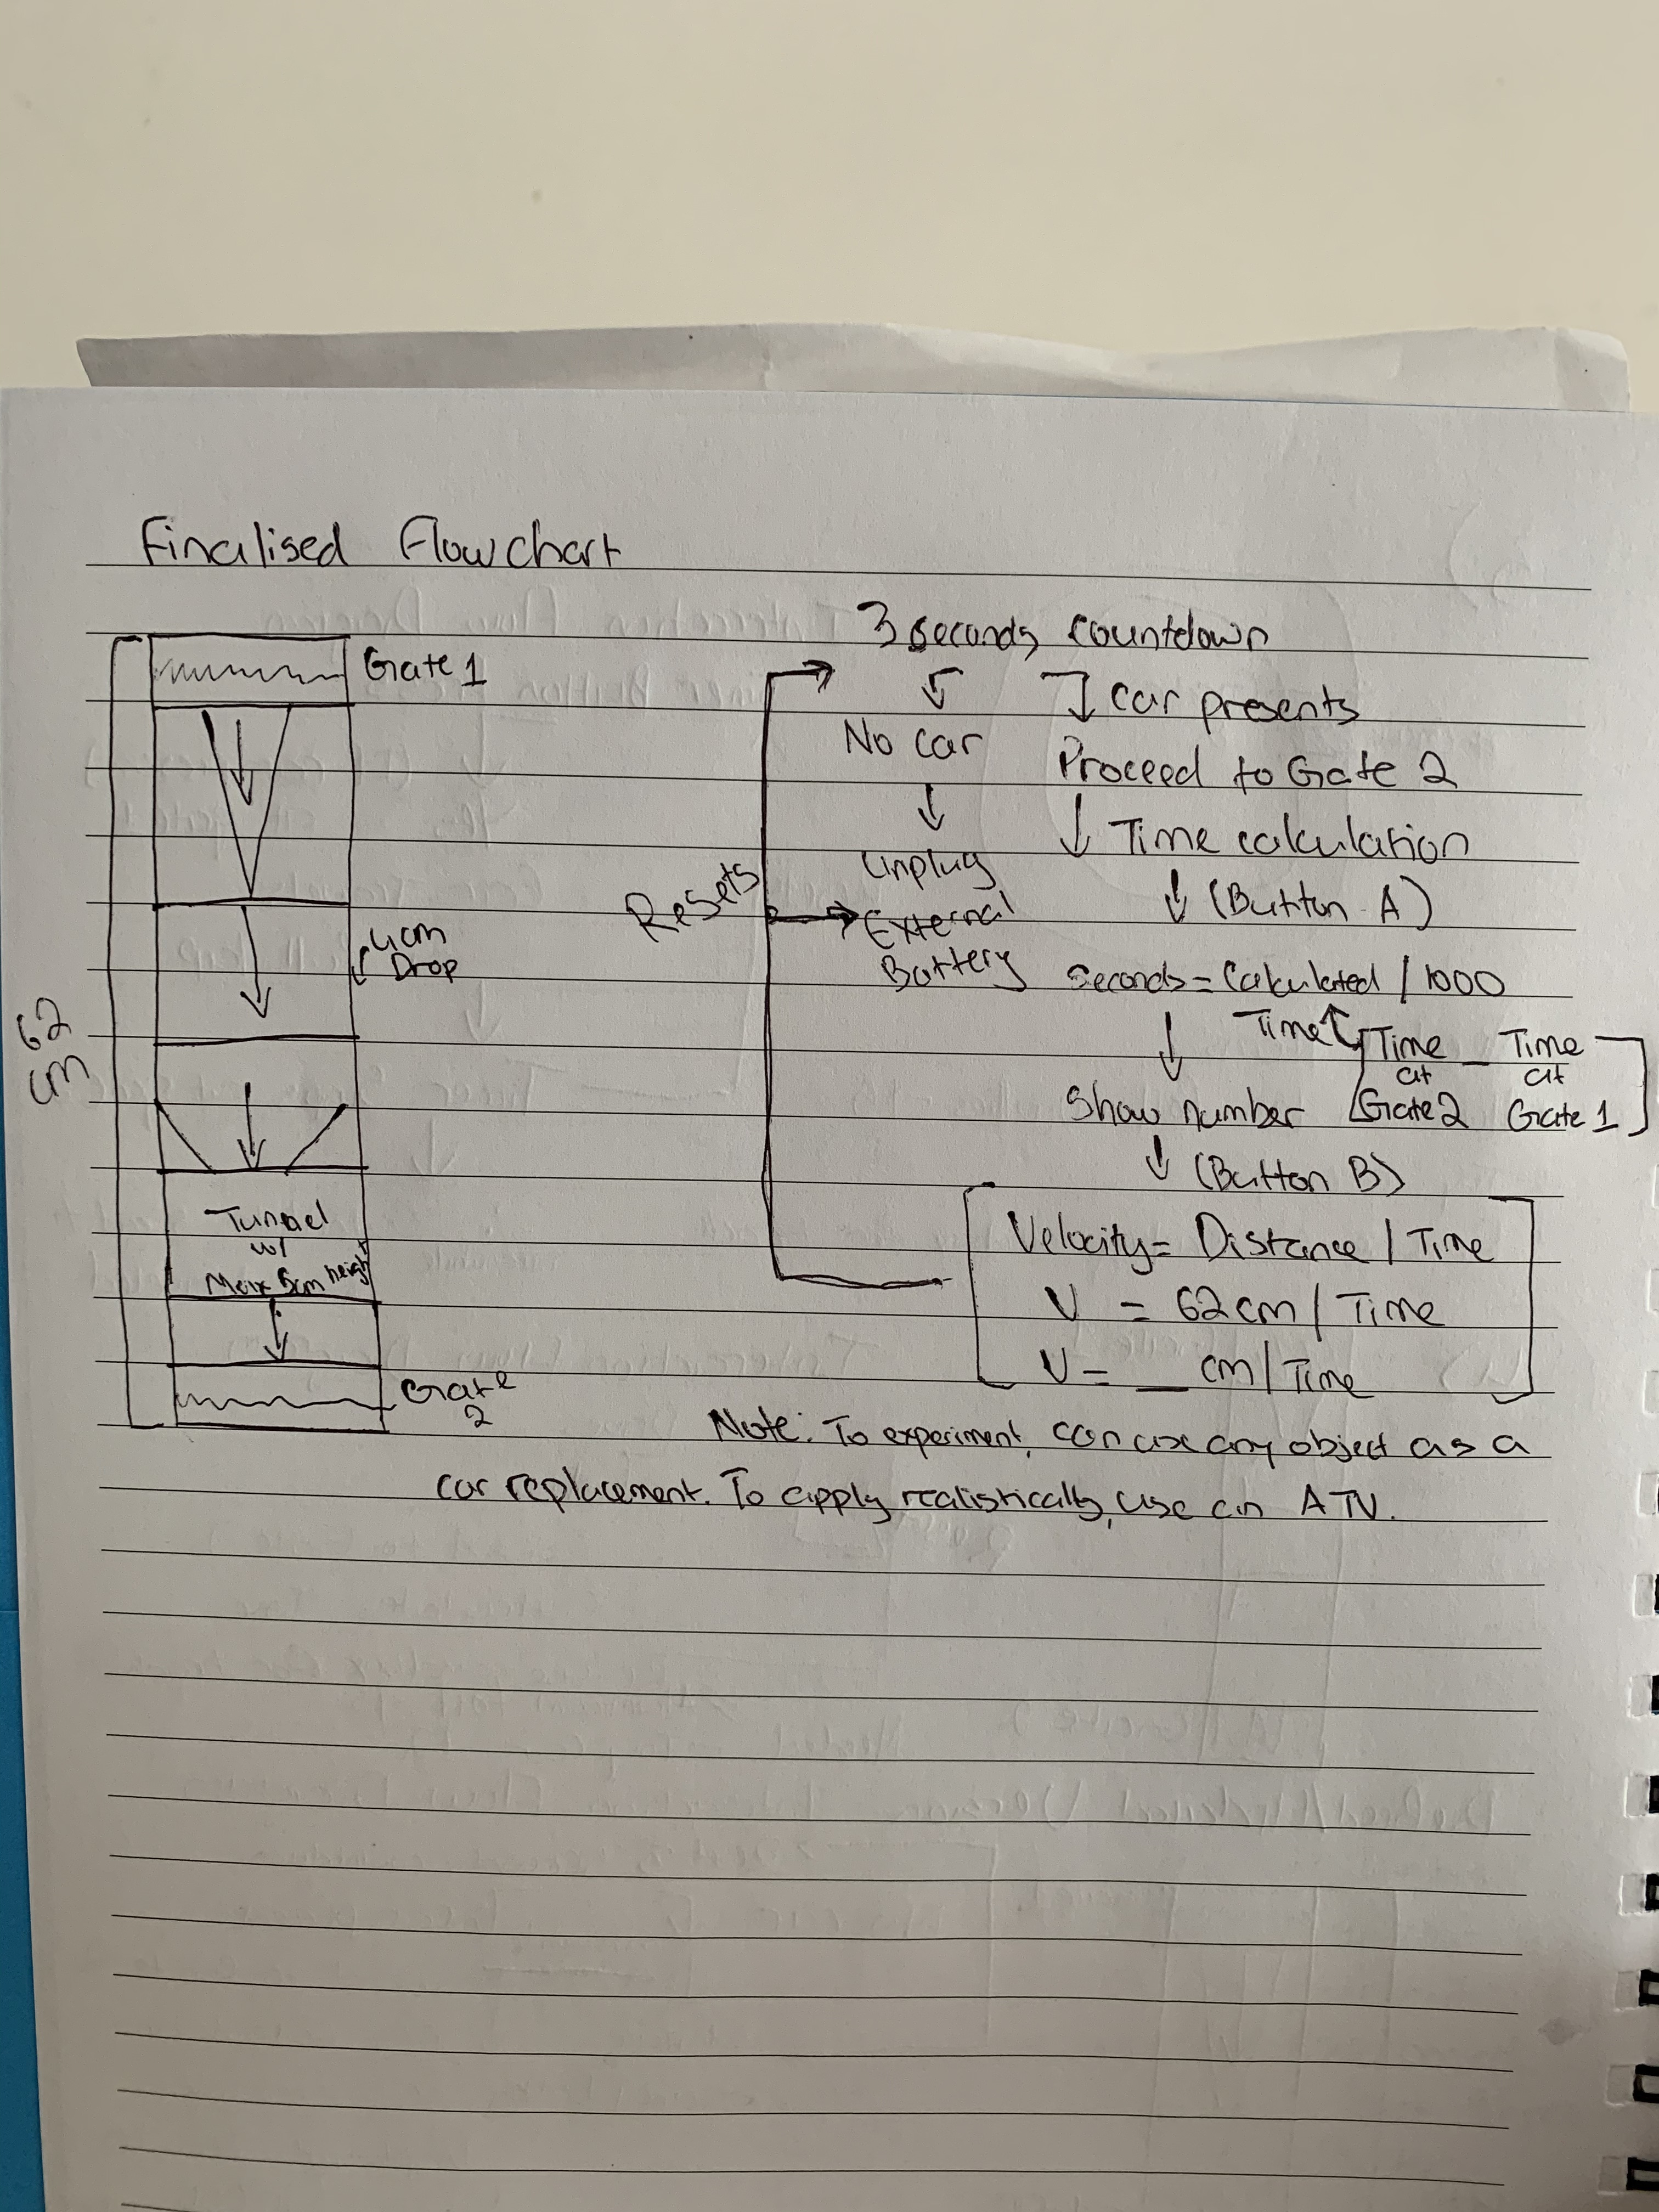 Finalised Flowchart
Gate 1
4cm
Drop
62
cm
Tunnel
w/
Max 5cm height
Gate
2
3 seconds countdown
No car
Unplug
External
Battery
Resets
Car presents
Proceed to Gate 2
Time calculation
(Button A)
Seconds = Calculated / 1000
Time
Time at Gate 2 - Time at Gate 1
Show number
(Button B)
Velocity = Distance / Time
V = 62cm / Time
V = __ cm / Time
Note: To experiment, can use any object as a
car replacement. To apply realistically, use an ATV.